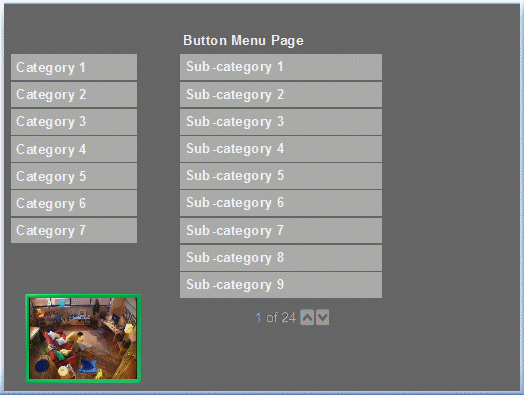 Button Menu Page
Category 1
Category 2
Category 3
Category 4
Category 5
Category 6
Category 7
Sub-category 1
Sub-category 2
Sub-category 3
Sub-category 4
Sub-category 5
Sub-category 6
Sub-category 7
Sub-category 8
Sub-category 9
1 of 24